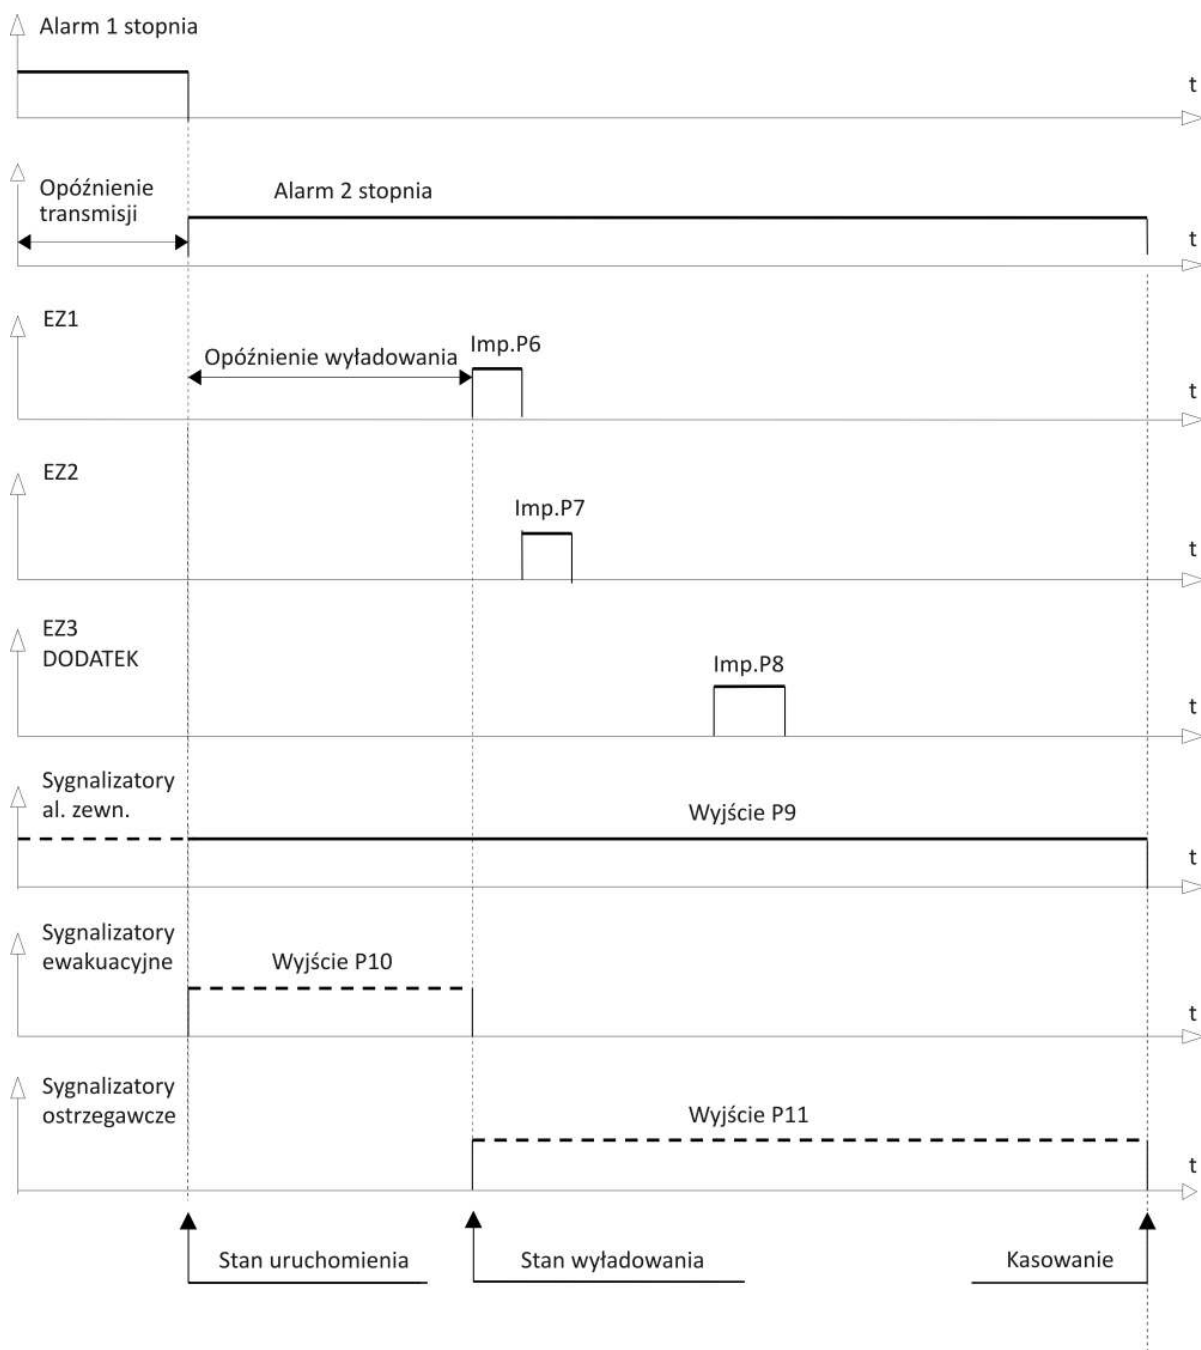 Alarm 1 stopnia
t
Opóźnienie
transmisji
Alarm 2 stopnia
t
EZ1
Opóźnienie wyładowania
Imp.P6
t
EZ2
Imp.P7
t
EZ3
DODATEK
Imp.P8
t
Sygnalizatory
al. zewn.
Wyjście P9
t
Sygnalizatory
ewakuacyjne
Wyjście P10
t
Sygnalizatory
ostrzegawcze
Wyjście P11
t
Stan uruchomienia
Stan wyładowania
Kasowanie